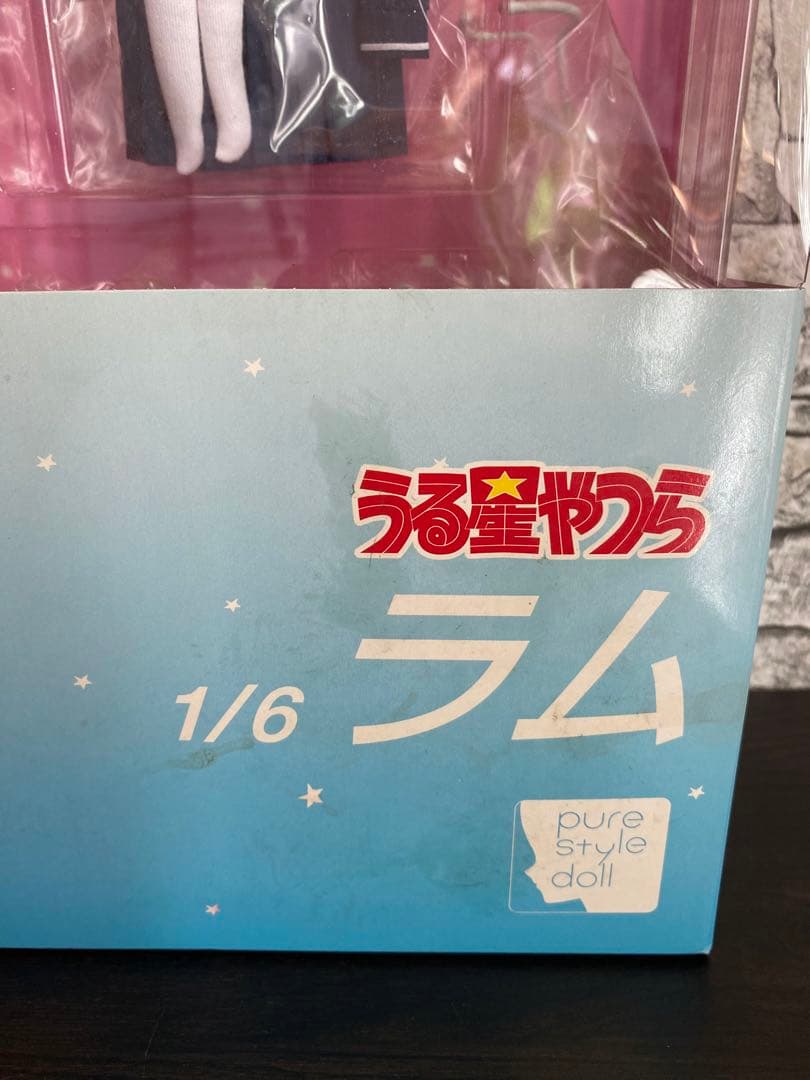 うる星やつら
1/6 ラム
pure
style
doll